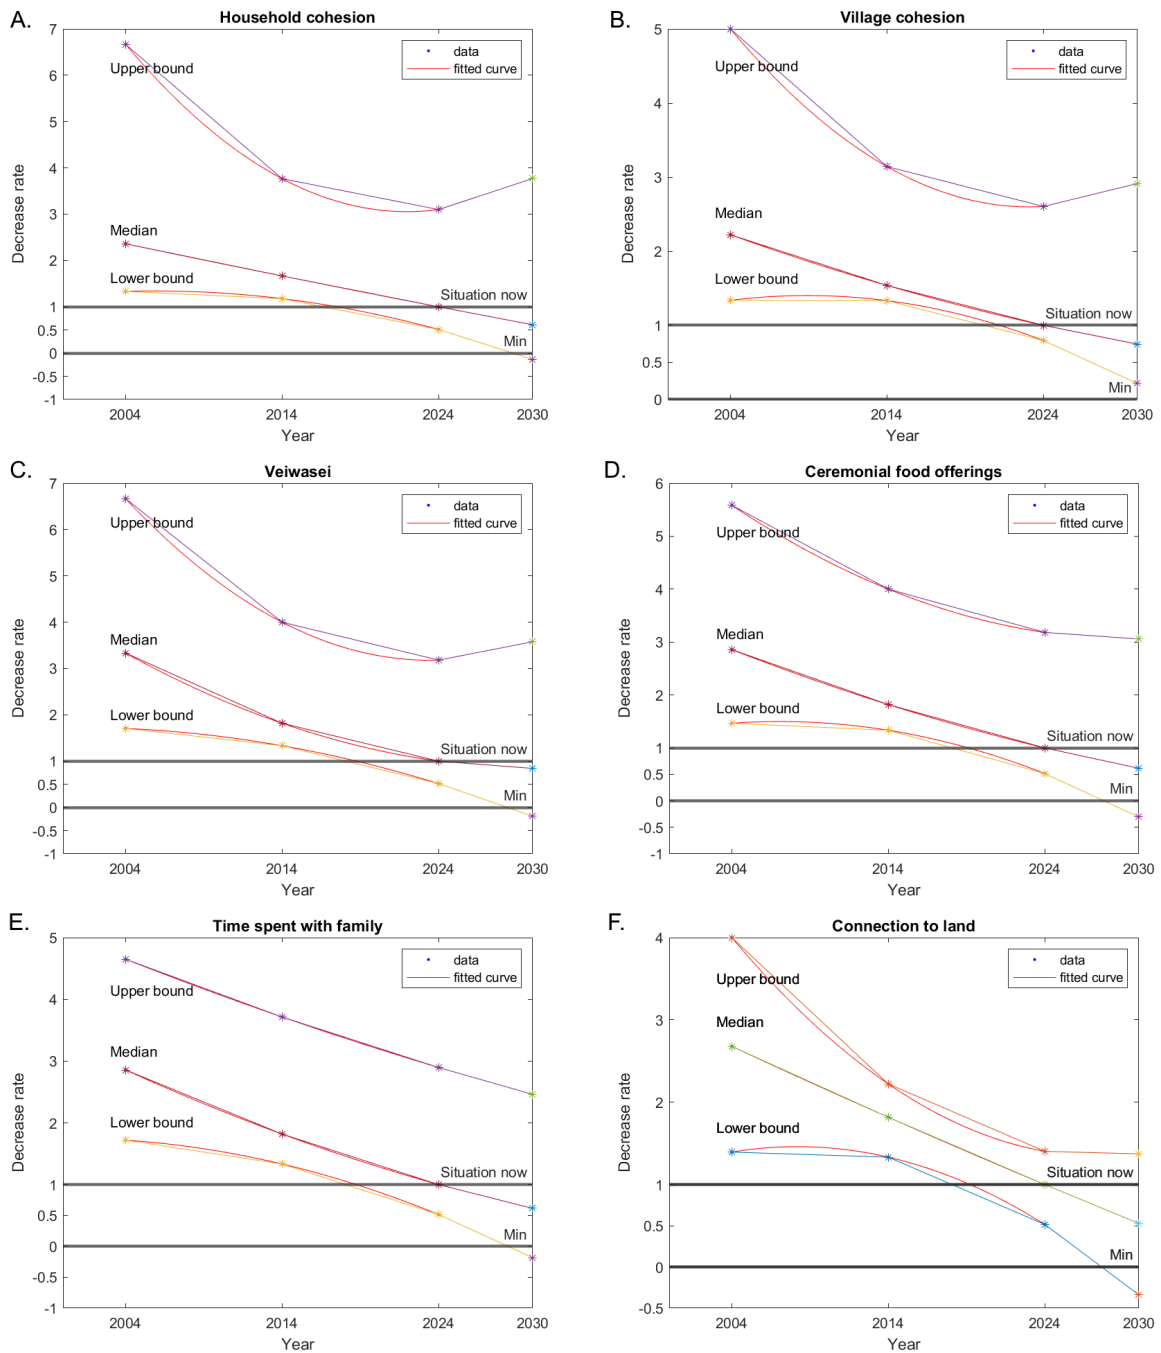 A.
Household cohesion
7
6
5
4
3
2
1
0.5
0
-0.5
-1
Decrease rate
data
fitted curve
Upper bound
Median
Lower bound
Situation now
Min
2004
2014
2024
2030
Year
B.
Village cohesion
5
4
3
2
1
0.5
0
Decrease rate
data
fitted curve
Upper bound
Median
Lower bound
Situation now
Min
2004
2014
2024
2030
Year
C.
Veiwasei
7
6
5
4
3
2
1
0.5
0
-0.5
-1
Decrease rate
data
fitted curve
Upper bound
Median
Lower bound
Situation now
Min
2004
2014
2024
2030
Year
D.
Ceremonial food offerings
6
5
4
3
2
1
0.5
0
-0.5
-1
Decrease rate
data
fitted curve
Upper bound
Median
Lower bound
Situation now
Min
2004
2014
2024
2030
Year
E.
Time spent with family
5
4
3
2
1
0.5
0
-0.5
-1
Decrease rate
data
fitted curve
Upper bound
Median
Lower bound
Situation now
Min
2004
2014
2024
2030
Year
F.
Connection to land
4
3
2
1
0.5
0
-0.5
Decrease rate
data
fitted curve
Upper bound
Median
Lower bound
Situation now
Min
2004
2014
2024
2030
Year